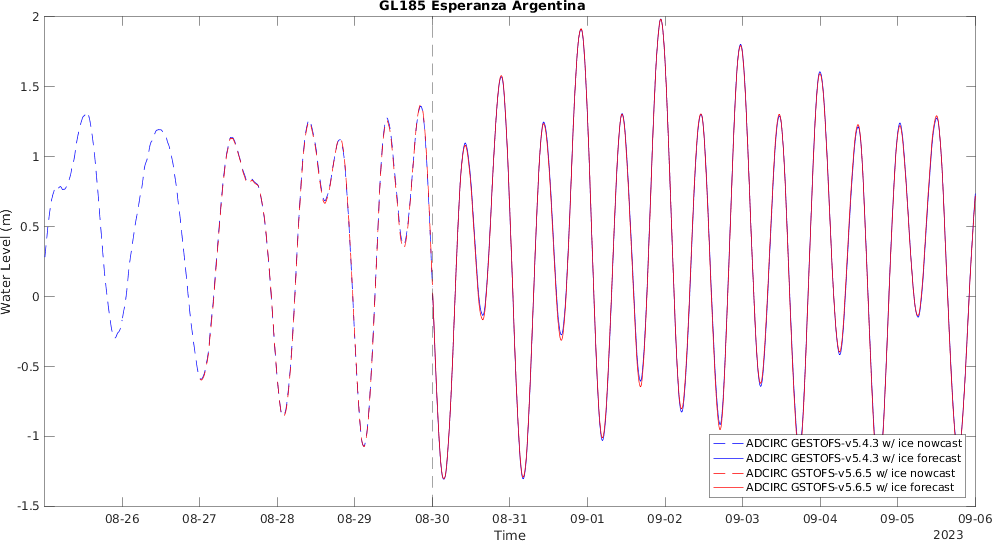 GL185 Esperanza Argentina
Water Level (m)
2
1.5
1
0.5
0
-0.5
-1
-1.5
08-26 08-27 08-28 08-29 08-30 08-31 09-01 09-02 09-03 09-04 09-05 09-06
Time
2023
ADCIRC GESTOFS-v5.4.3 w/ ice nowcast
ADCIRC GESTOFS-v5.4.3 w/ ice forecast
ADCIRC GSTOFS-v5.6.5 w/ ice nowcast
ADCIRC GSTOFS-v5.6.5 w/ ice forecast